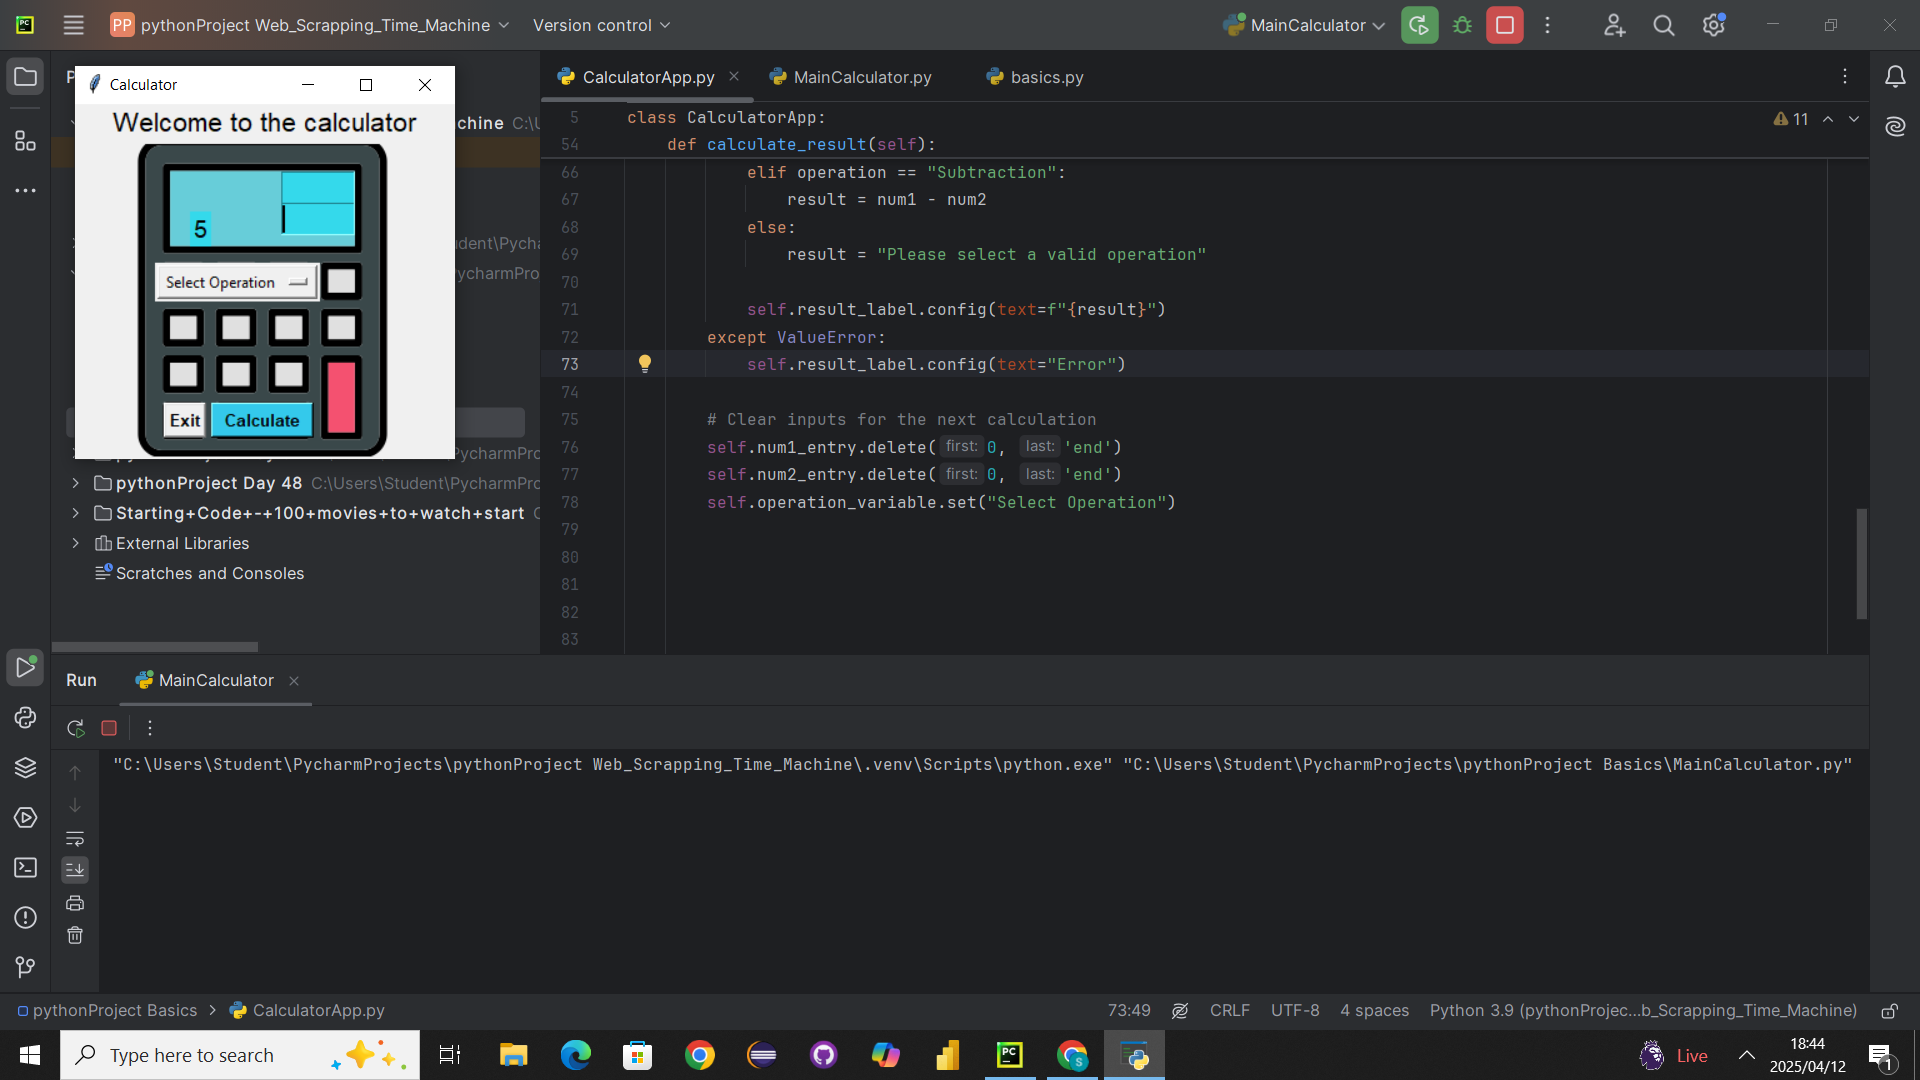 PC
PP pythonProject Web_Scrapping_Time_Machine
Version control
MainCalculator
Calculator
Welcome to the calculator
5
Select Operation
Exit
Calculate
P
chine C:\U
dent\Pych
ycharmPro
ycharmPro
pythonProject Day 48 C:\Users\Student\PycharmPro
Starting+Code+-+100+movies+to+watch+start
External Libraries
Scratches and Consoles
CalculatorApp.py
MainCalculator.py
basics.py
11
5 class CalculatorApp:
54 def calculate_result(self):
66 elif operation == "Subtraction":
67 result = num1 - num2
68 else:
69 result = "Please select a valid operation"
70
71 self.result_label.config(text=f"{result}")
72 except ValueError:
73 self.result_label.config(text="Error")
74
75 # Clear inputs for the next calculation
76 self.num1_entry.delete( first: 0, last: 'end')
77 self.num2_entry.delete( first: 0, last: 'end')
78 self.operation_variable.set("Select Operation")
79
80
81
82
83
Run
MainCalculator
"C:\Users\Student\PycharmProjects\pythonProject Web_Scrapping_Time_Machine\.venv\Scripts\python.exe" "C:\Users\Student\PycharmProjects\pythonProject Basics\MainCalculator.py"
pythonProject Basics > CalculatorApp.py
73:49
CRLF
UTF-8
4 spaces
Python 3.9 (pythonProjec...b_Scrapping_Time_Machine)
Type here to search
PC
S
Live
18:44
2025/04/12
1